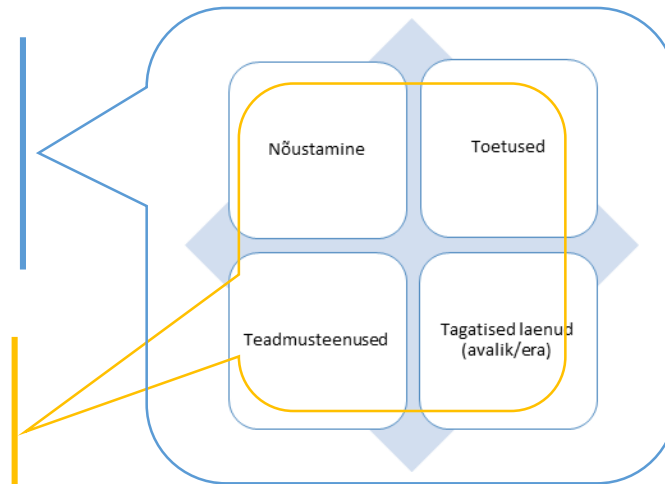 Nõustamine
Toetused
Teadmusteenused
Tagatised laenud
(avalik/era)